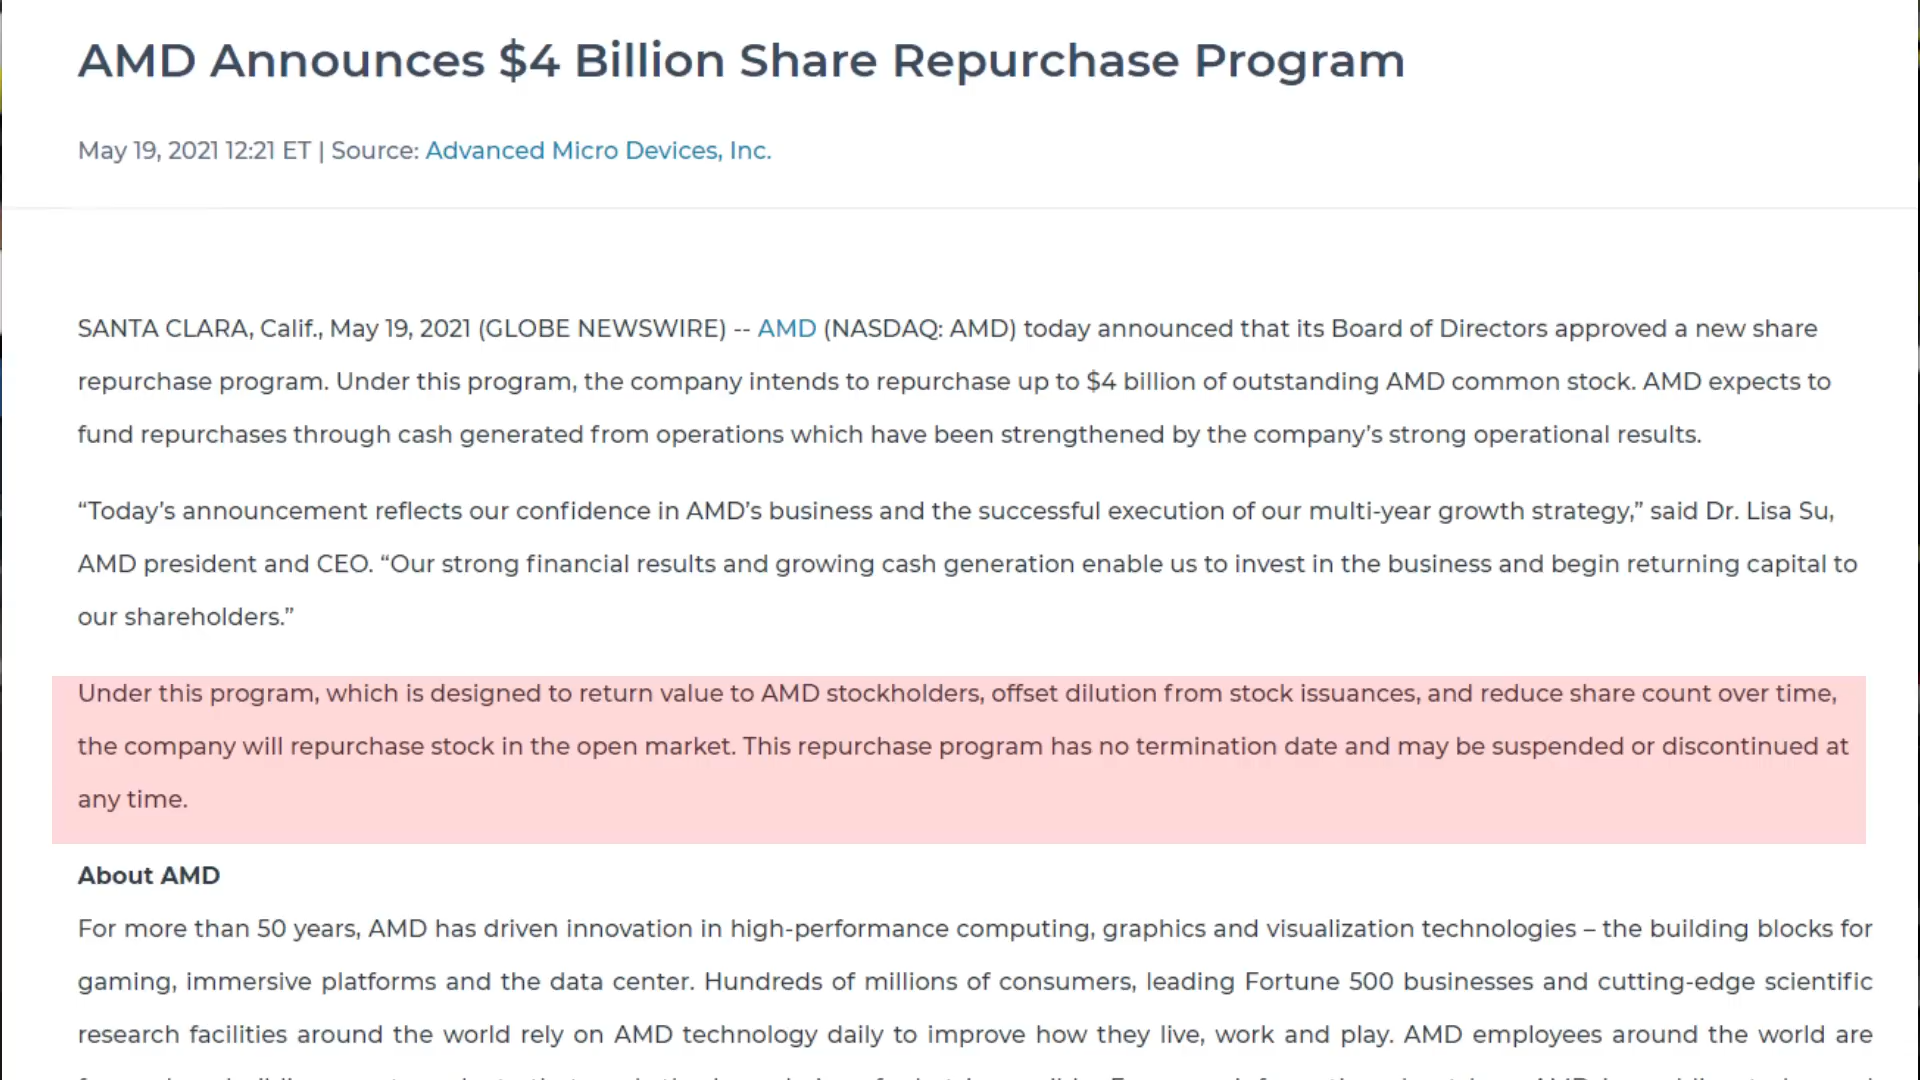 AMD Announces $4 Billion Share Repurchase Program
May 19, 2021 12:21 ET | Source: Advanced Micro Devices, Inc.
SANTA CLARA, Calif., May 19, 2021 (GLOBE NEWSWIRE) -- AMD (NASDAQ: AMD) today announced that its Board of Directors approved a new share
repurchase program. Under this program, the company intends to repurchase up to $4 billion of outstanding AMD common stock. AMD expects to
fund repurchases through cash generated from operations which have been strengthened by the company’s strong operational results.
“Today’s announcement reflects our confidence in AMD’s business and the successful execution of our multi-year growth strategy,” said Dr. Lisa Su,
AMD president and CEO. “Our strong financial results and growing cash generation enable us to invest in the business and begin returning capital to
our shareholders.”
Under this program, which is designed to return value to AMD stockholders, offset dilution from stock issuances, and reduce share count over time,
the company will repurchase stock in the open market. This repurchase program has no termination date and may be suspended or discontinued at
any time.
About AMD
For more than 50 years, AMD has driven innovation in high-performance computing, graphics and visualization technologies – the building blocks for
gaming, immersive platforms and the data center. Hundreds of millions of consumers, leading Fortune 500 businesses and cutting-edge scientific
research facilities around the world rely on AMD technology daily to improve how they live, work and play. AMD employees around the world are